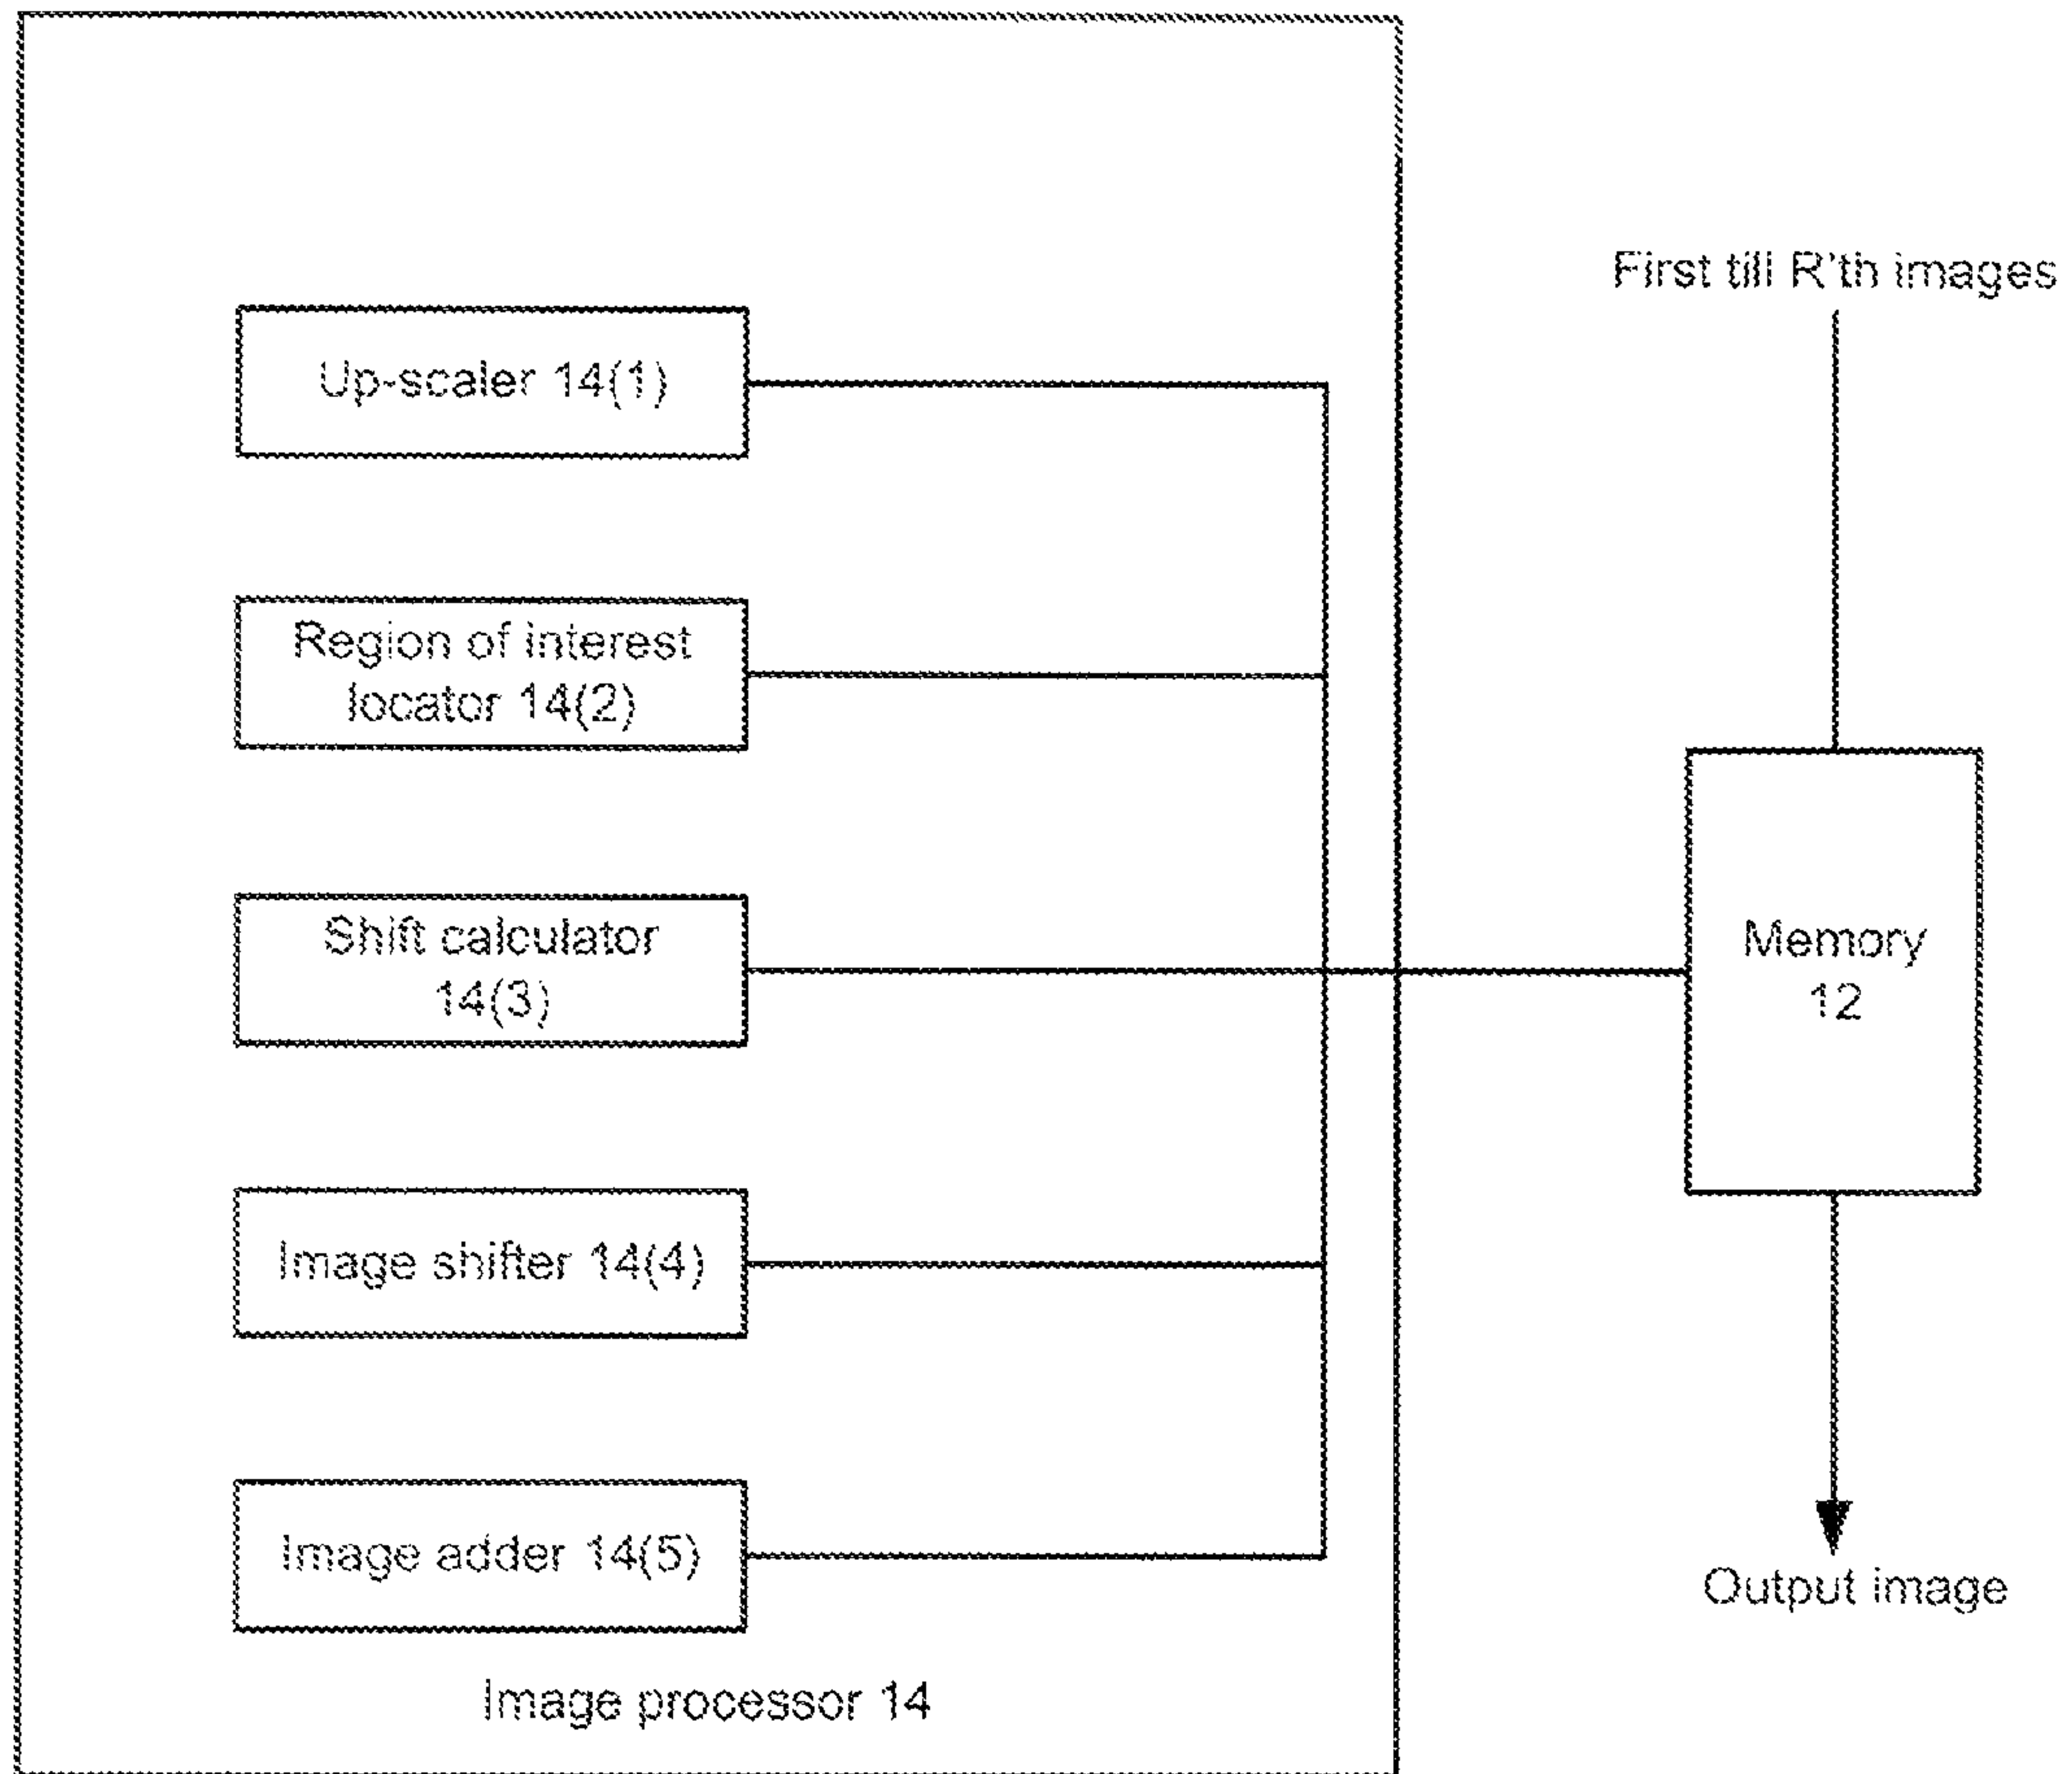 First till R'th images
Up-scaler 14(1)
Region of interest
locator 14(2)
Shift calculator
14(3)
Memory
12
Image shifter 14(4)
Image adder 14(5)
Output image
Image processor 14